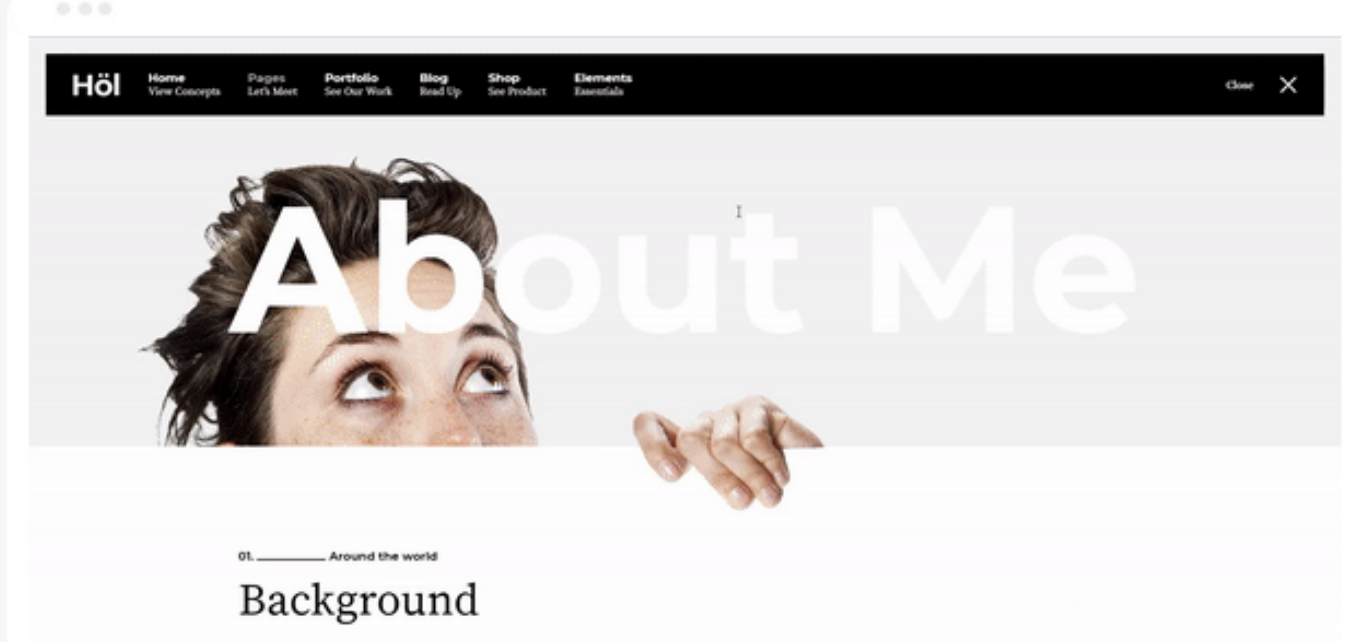 Höl
Home Pages Portfolio Blog Shop Elements
View Concepts Let's Meet See Our Work Read Up See Product Essentials
Close
About Me
01. Around the world
Background